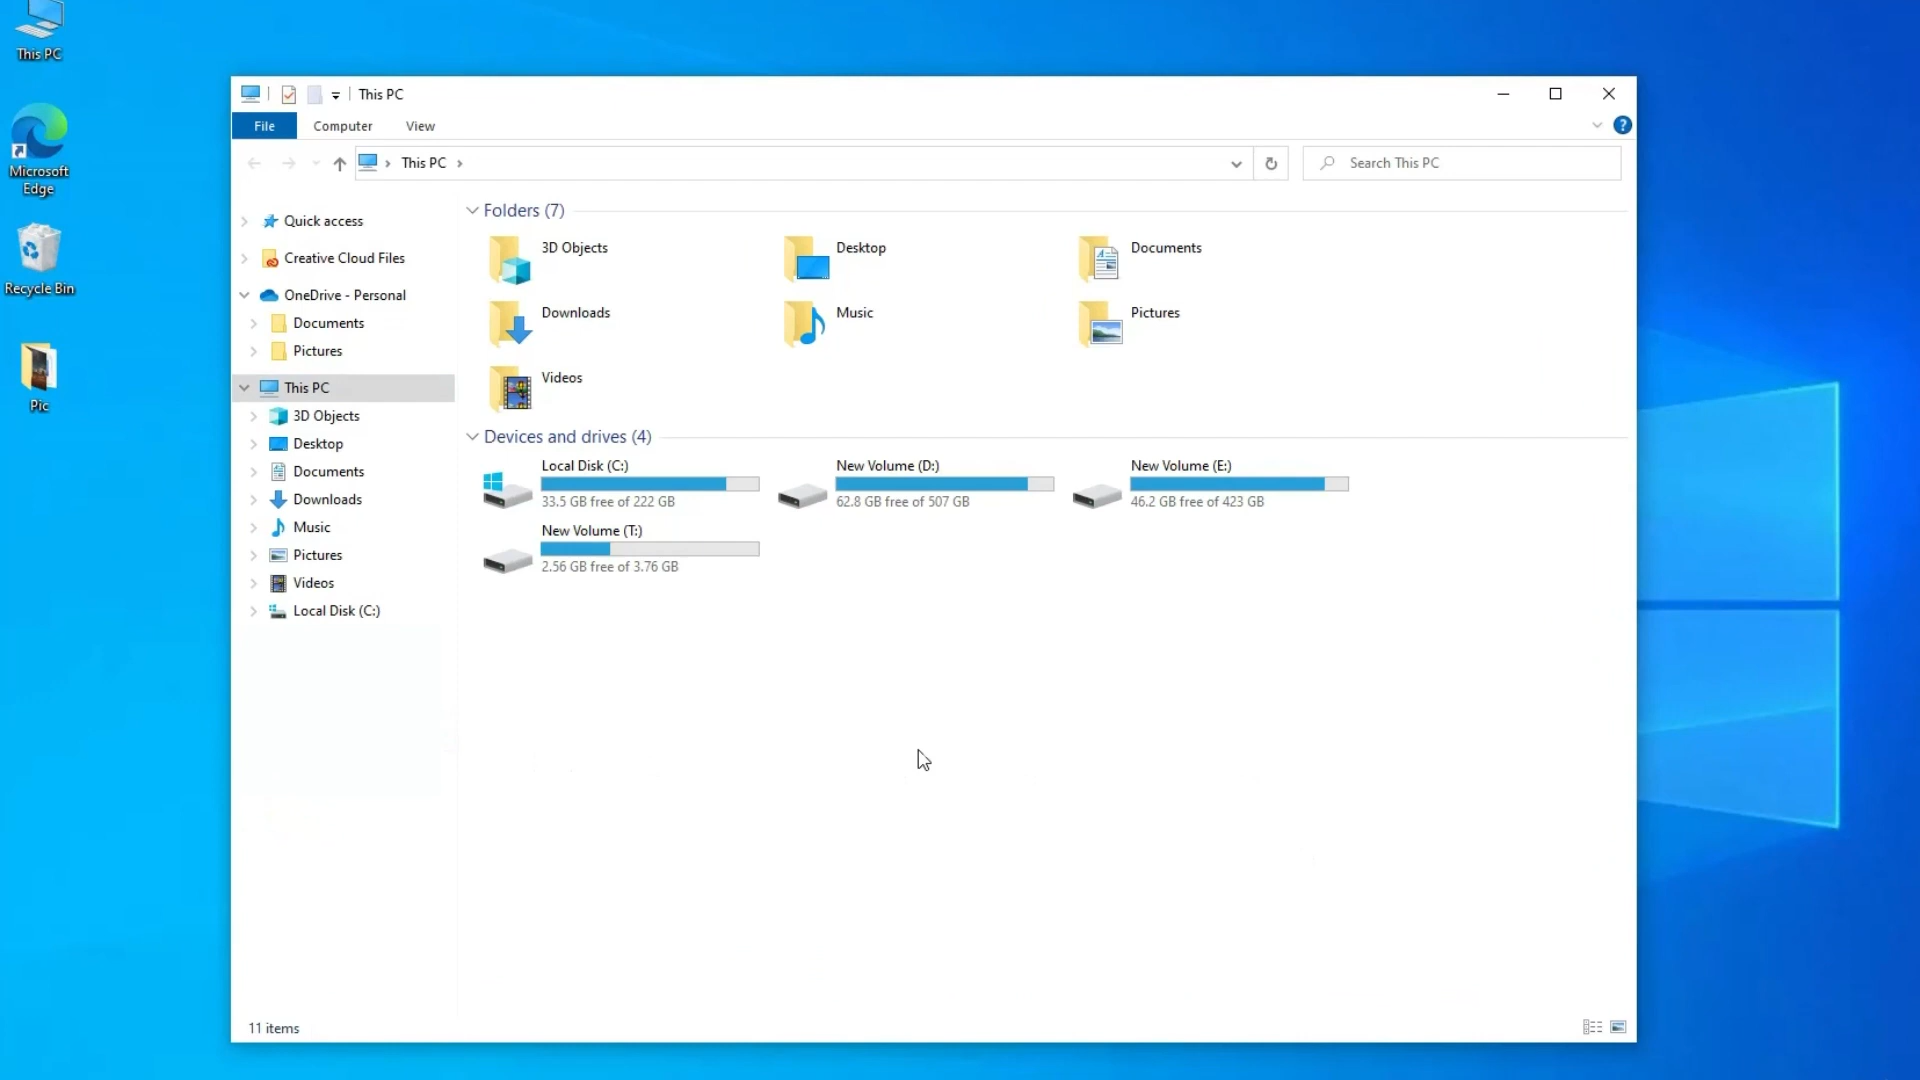 This PC
Microsoft
Edge
Recycle Bin
Pic
This PC
File
Computer
View
This PC
Search This PC
Quick access
Creative Cloud Files
OneDrive - Personal
Documents
Pictures
This PC
3D Objects
Desktop
Documents
Downloads
Music
Pictures
Videos
Local Disk (C:)
Folders (7)
3D Objects
Desktop
Documents
Downloads
Music
Pictures
Videos
Devices and drives (4)
Local Disk (C:)
33.5 GB free of 222 GB
New Volume (D:)
62.8 GB free of 507 GB
New Volume (E:)
46.2 GB free of 423 GB
New Volume (T:)
2.56 GB free of 3.76 GB
11 items